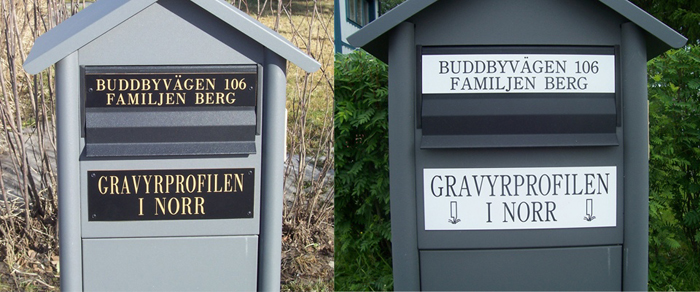 BUDDBYVÄGEN 106
FAMILJEN BERG
GRAVYRPROFILEN
I NORR
BUDDBYVÄGEN 106
FAMILJEN BERG
GRAVYRPROFILEN
I NORR